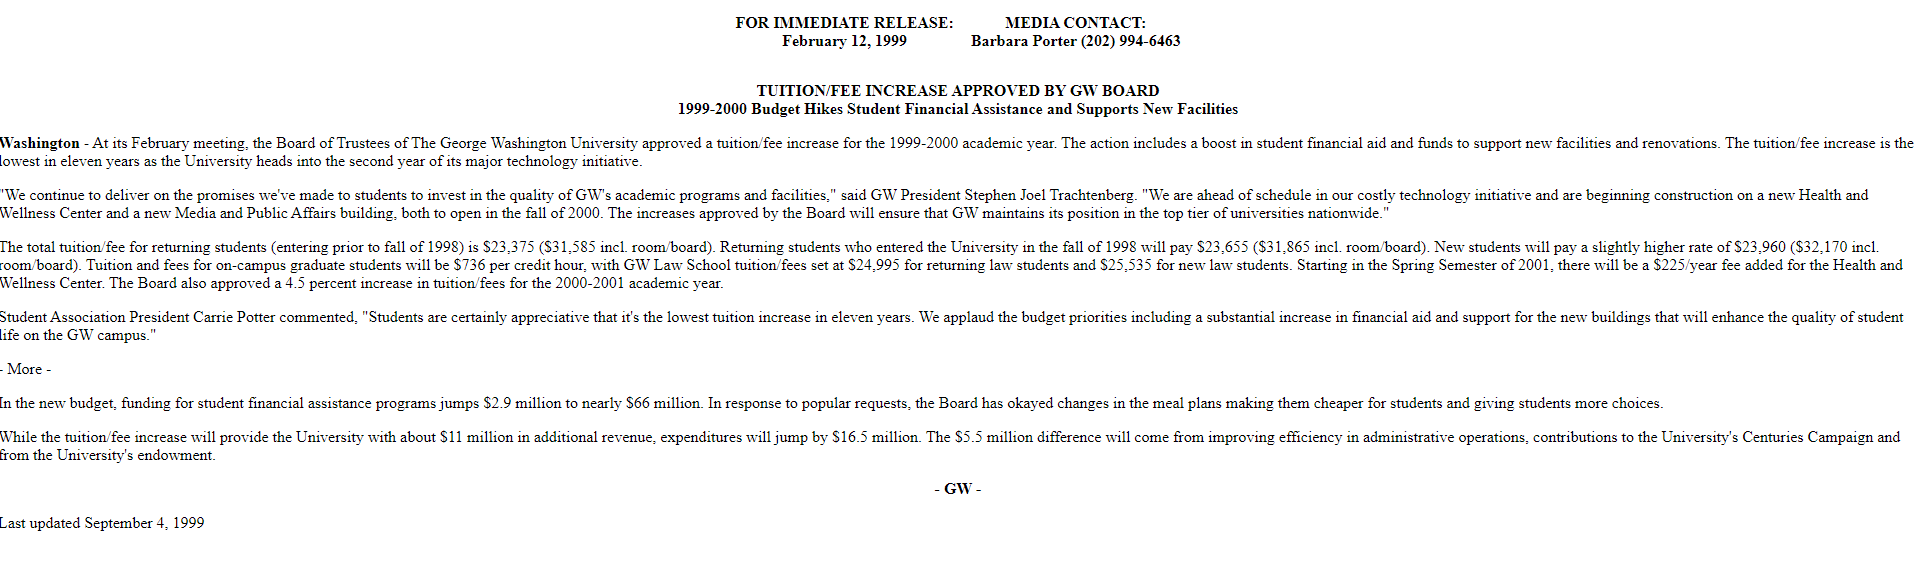 FOR IMMEDIATE RELEASE: MEDIA CONTACT:
February 12, 1999 Barbara Porter (202) 994-6463
TUITION/FEE INCREASE APPROVED BY GW BOARD
1999-2000 Budget Hikes Student Financial Assistance and Supports New Facilities
Washington - At its February meeting, the Board of Trustees of The George Washington University approved a tuition/fee increase for the 1999-2000 academic year. The action includes a boost in student financial aid and funds to support new facilities and renovations. The tuition/fee increase is the
lowest in eleven years as the University heads into the second year of its major technology initiative.
"We continue to deliver on the promises we've made to students to invest in the quality of GW's academic programs and facilities," said GW President Stephen Joel Trachtenberg. "We are ahead of schedule in our costly technology initiative and are beginning construction on a new Health and
Wellness Center and a new Media and Public Affairs building, both to open in the fall of 2000. The increases approved by the Board will ensure that GW maintains its position in the top tier of universities nationwide."
The total tuition/fee for returning students (entering prior to fall of 1998) is $23,375 ($31,585 incl. room/board). Returning students who entered the University in the fall of 1998 will pay $23,655 ($31,865 incl. room/board). New students will pay a slightly higher rate of $23,960 ($32,170 incl.
room/board). Tuition and fees for on-campus graduate students will be $736 per credit hour, with GW Law School tuition/fees set at $24,995 for returning law students and $25,535 for new law students. Starting in the Spring Semester of 2001, there will be a $225/year fee added for the Health and
Wellness Center. The Board also approved a 4.5 percent increase in tuition/fees for the 2000-2001 academic year.
Student Association President Carrie Potter commented, "Students are certainly appreciative that it's the lowest tuition increase in eleven years. We applaud the budget priorities including a substantial increase in financial aid and support for the new buildings that will enhance the quality of student
life on the GW campus."
- More -
In the new budget, funding for student financial assistance programs jumps $2.9 million to nearly $66 million. In response to popular requests, the Board has okayed changes in the meal plans making them cheaper for students and giving students more choices.
While the tuition/fee increase will provide the University with about $11 million in additional revenue, expenditures will jump by $16.5 million. The $5.5 million difference will come from improving efficiency in administrative operations, contributions to the University's Centuries Campaign and
from the University's endowment.
- GW -
Last updated September 4, 1999